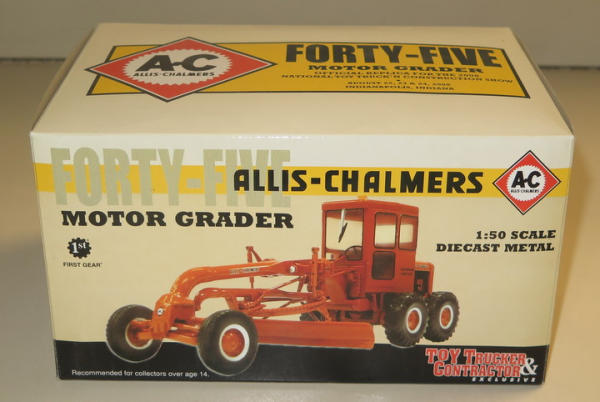 A-C
ALLIS-CHALMERS
FORTY-FIVE
MOTOR GRADER
OFFICIAL REPLICA FOR THE 2008
NATIONAL TOY TRUCK'N CONSTRUCTION SHOW
INDIANAPOLIS, INDIANA
FORTY-FIVE
ALLIS-CHALMERS
A-C
ALLIS-CHALMERS
MOTOR GRADER
1:50 SCALE
DIECAST METAL
1st
FIRST GEAR
TOY TRUCKER
& CONTRACTOR
EXCLUSIVE
Recommended for collectors over age 14.